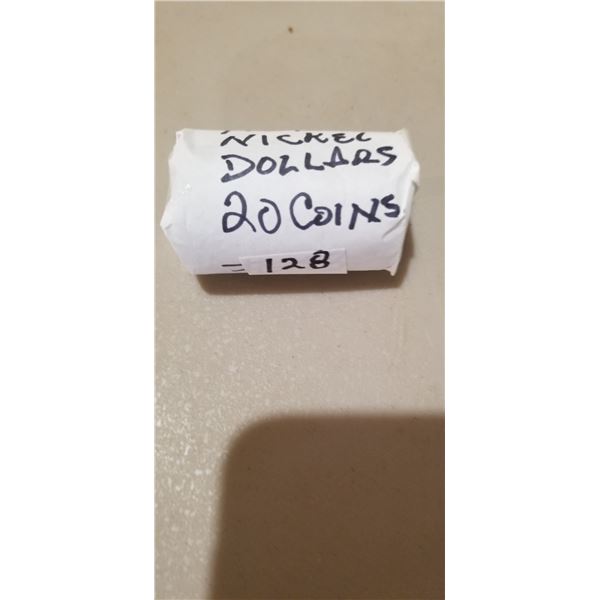 NICKEL
DOLLARS
20 COINS
= 128